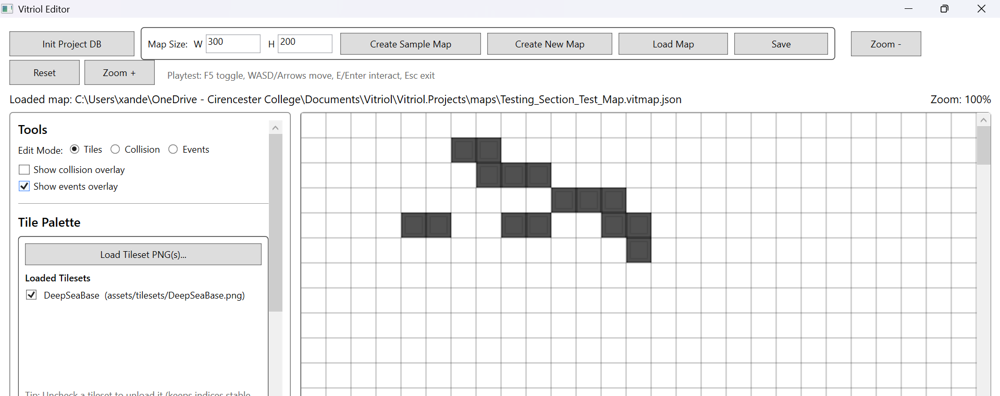 Vitriol Editor
Init Project DB
Map Size: W 300 H 200 Create Sample Map Create New Map Load Map Save
Zoom -
Reset Zoom + Playtest: F5 toggle, WASD/Arrows move, E/Enter interact, Esc exit
Loaded map: C:\Users\xande\OneDrive - Cirencester College\Documents\Vitriol\Vitriol.Projects\maps\Testing_Section_Test_Map.vitmap.json Zoom: 100%
Tools
Edit Mode: Tiles Collision Events
Show collision overlay
Show events overlay
Tile Palette
Load Tileset PNG(s)...
Loaded Tilesets
DeepSeaBase (assets/tilesets/DeepSeaBase.png)
Tip: Uncheck a tileset to unload it (keeps indices stable